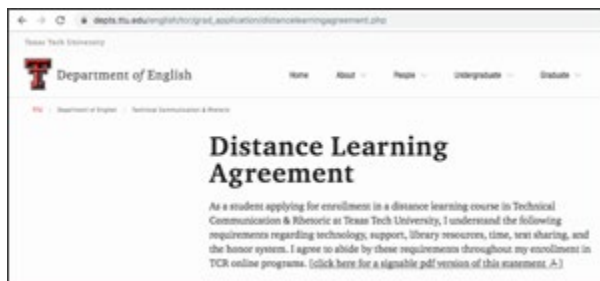 depts.ttu.edu/english/tcr/grad_application/distancelearningagreement.php
Texas Tech University
Department of English
Home About People Undergraduate Graduate
TTU Department of English Technical Communication & Rhetoric
Distance Learning
Agreement
As a student applying for enrollment in a distance learning course in Technical
Communication & Rhetoric at Texas Tech University, I understand the following
requirements regarding technology, support, library resources, time, text sharing, and
the honor system. I agree to abide by these requirements throughout my enrollment in
TCR online programs. [click here for a signable pdf version of this statement]